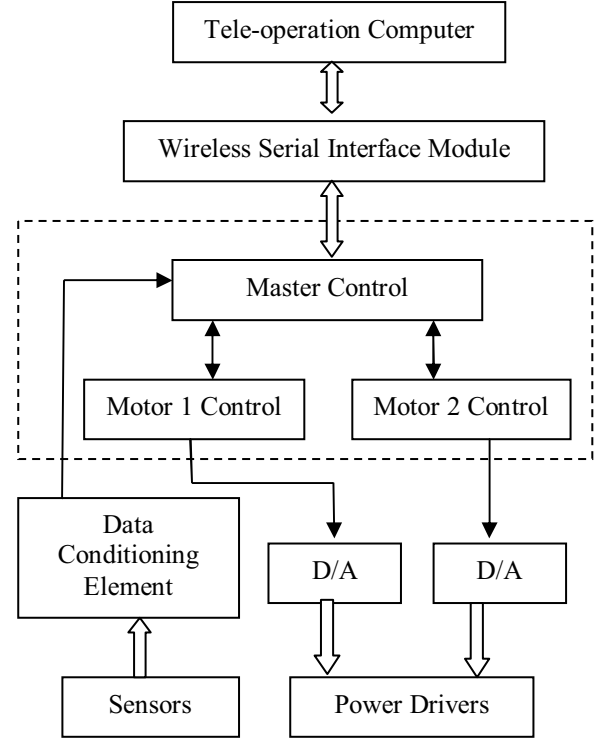 Tele-operation Computer
Wireless Serial Interface Module
Master Control
Motor 1 Control
Motor 2 Control
Data
Conditioning
Element
D/A
D/A
Sensors
Power Drivers